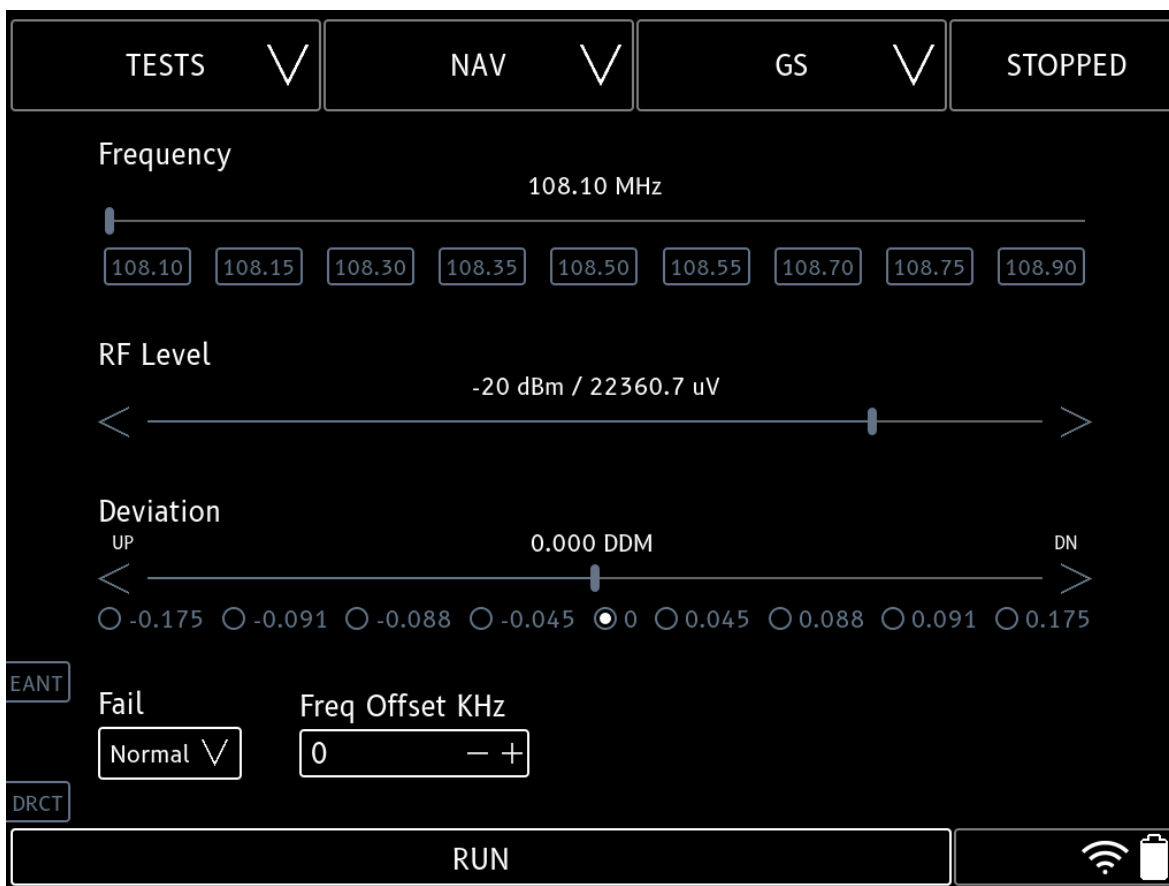 TESTS NAV GS STOPPED
Frequency
108.10 MHz
108.10 108.15 108.30 108.35 108.50 108.55 108.70 108.75 108.90
RF Level
-20 dBm / 22360.7 uV
Deviation
UP 0.000 DDM DN
-0.175 -0.091 -0.088 -0.045 0 0.045 0.088 0.091 0.175
EANT
Fail Freq Offset KHz
Normal 0 − +
DRCT
RUN